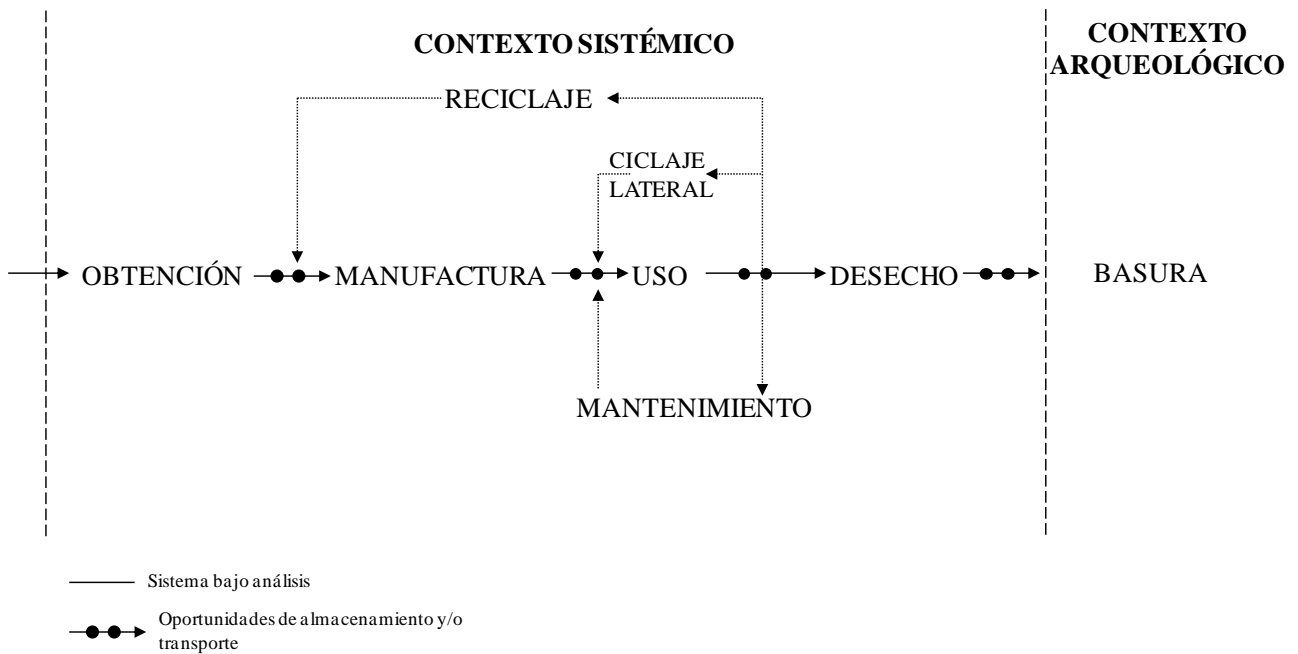 CONTEXTO SISTÉMICO
CONTEXTO
ARQUEOLÓGICO
RECICLAJE
CICLAJE
LATERAL
OBTENCIÓN MANUFACTURA USO DESECHO BASURA
MANTENIMIENTO
Sistema bajo análisis
Oportunidades de almacenamiento y/o
transporte